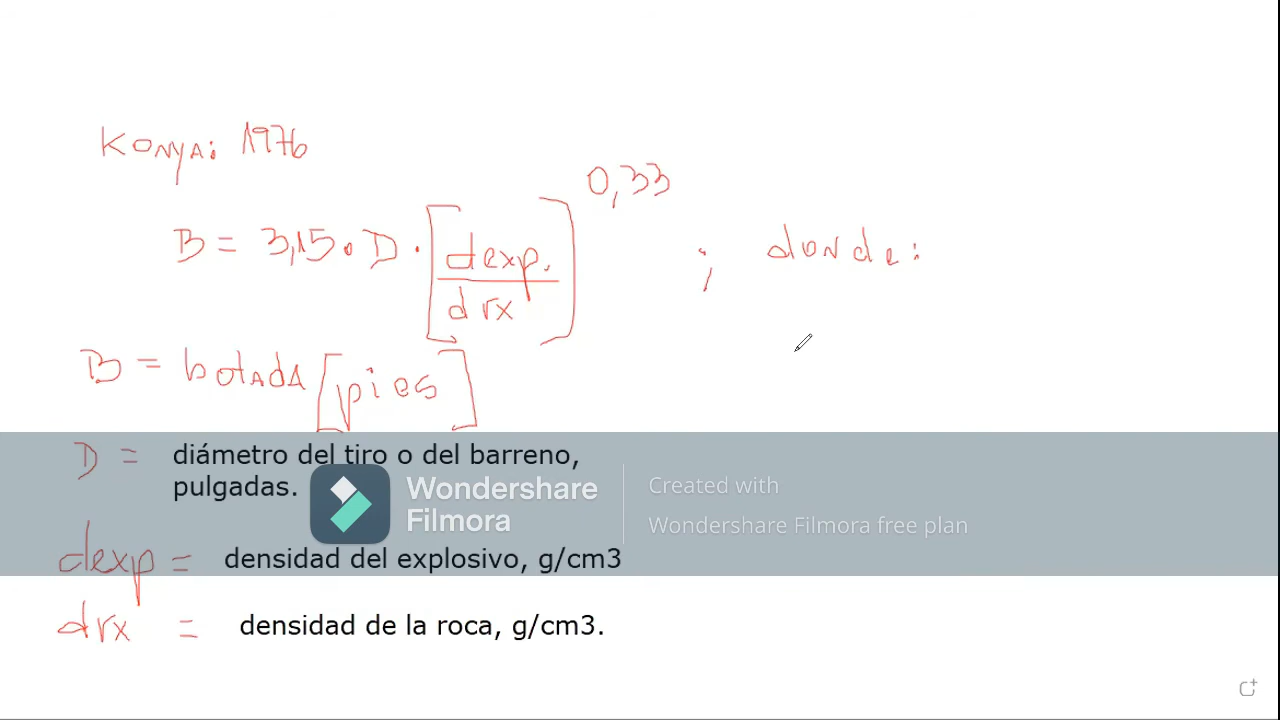 Konya: 1976
B = 3,15 • D • [dexp. / drx]^0,33 ; donde:
B = botada [pies]
D = diámetro del tiro o del barreno,
pulgadas.
Wondershare
Filmora
Created with
Wondershare Filmora free plan
dexp = densidad del explosivo, g/cm3
drx = densidad de la roca, g/cm3.